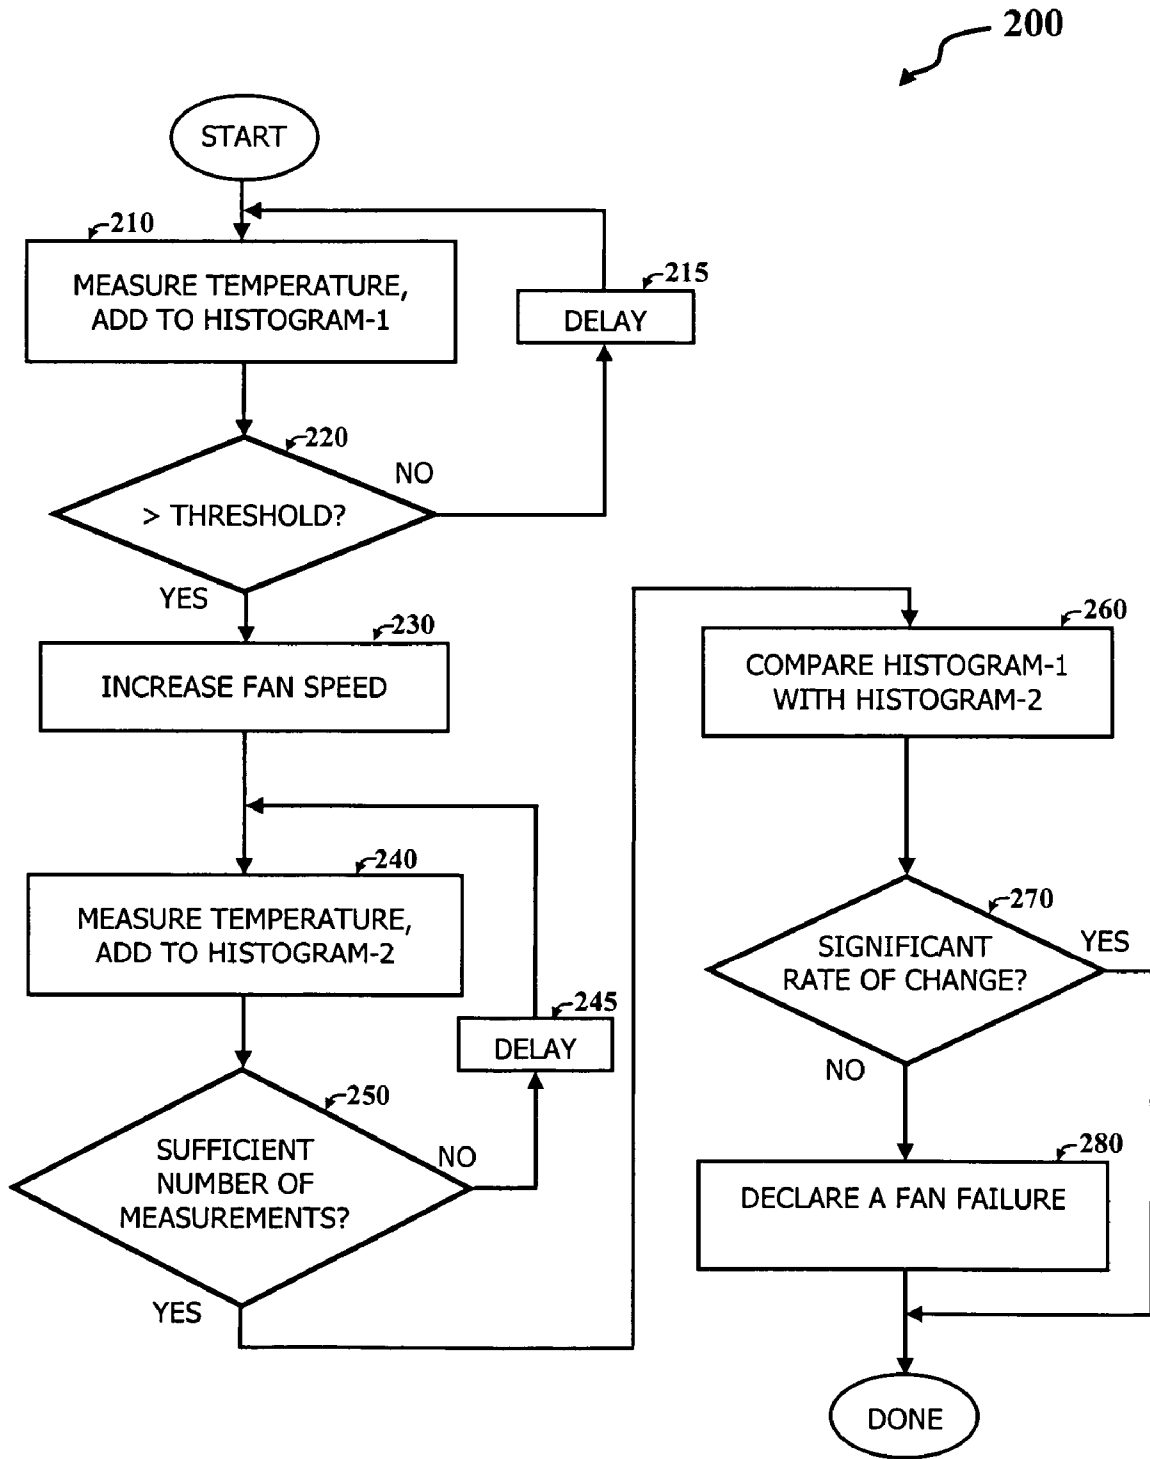 200
START
210
MEASURE TEMPERATURE,
ADD TO HISTOGRAM-1
215
DELAY
220
> THRESHOLD?
NO
YES
230
INCREASE FAN SPEED
240
MEASURE TEMPERATURE,
ADD TO HISTOGRAM-2
245
DELAY
250
SUFFICIENT
NUMBER OF
MEASUREMENTS?
NO
YES
260
COMPARE HISTOGRAM-1
WITH HISTOGRAM-2
270
SIGNIFICANT
RATE OF CHANGE?
YES
NO
280
DECLARE A FAN FAILURE
DONE